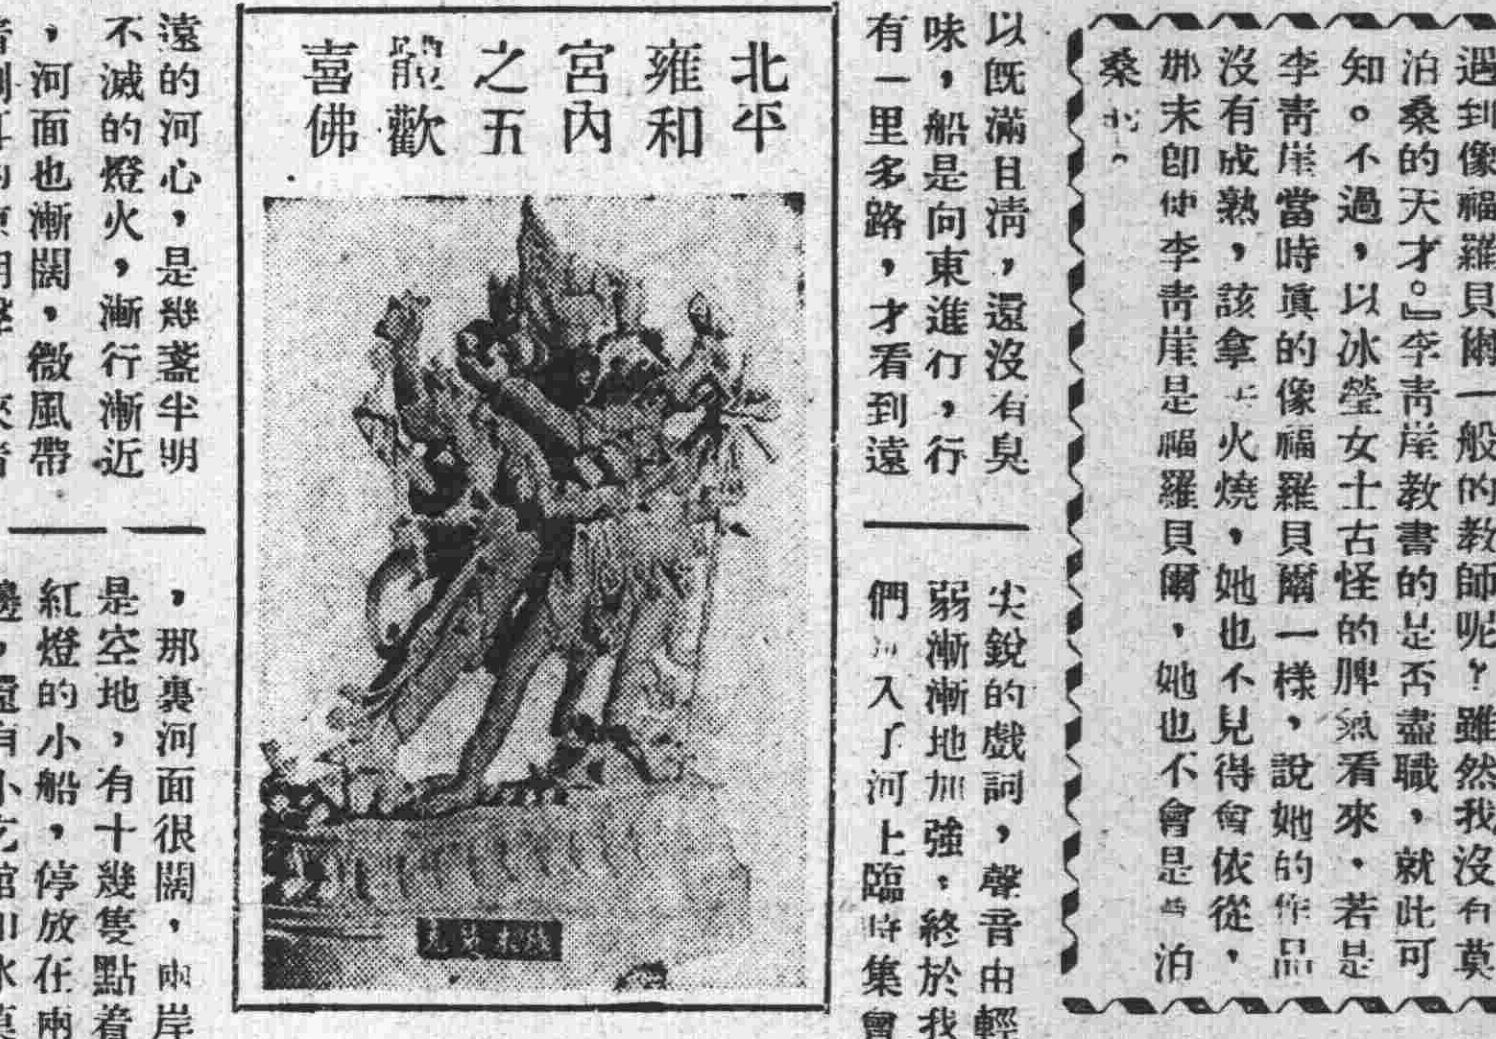 遇到像福羅貝爾一般的教師呢？雖然我沒有莫
泊桑的天才。』李青崖教書的是否盡職，就此可
知。不過，以冰瑩女士古怪的脾氣看來，若是
李青崖當時真的像福羅貝爾一樣，說她的作品
沒有成熟，該拿去火燒，她也不見得會依從，
那末即使李青崖是福羅貝爾，她也不會是 泊
桑
以既滿目清，還沒有臭
味，船是向東進行，行
有一里多路，才看到遠
北平
雍和
宮內
之五
體歡
喜佛
遠的河心，是幾盞半明
不滅的燈火，漸行漸近
，河面也漸闊，微風帶
尖銳的戲詞，聲音由輕
弱漸漸地加強，終於我
們 入了河上臨時集會
，那裏河面很闊，兩岸
是空地，有十幾隻點着
紅燈的小船，停放在兩
邊，還有小